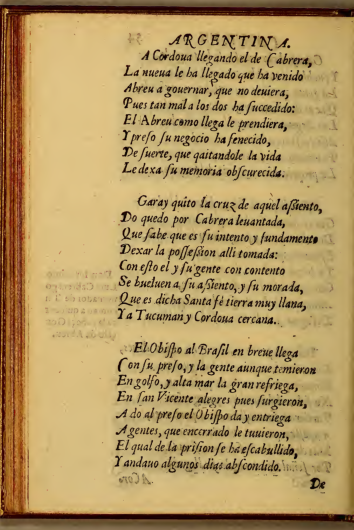 ARGENTINA.
A Cordoua llegando el de Cabrera,
La nueua le ha llegado que ha venido
Abreu a gouernar, que no deuiera,
Pues tan mal a los dos ha succedido:
El Abreu como llega le prendiera,
Y preso su negocio ha fenecido,
De suerte, que quitandole la vida
Le dexa su memoria obscurecida.
Garay quito la cruz de aquel assiento,
Do quedo por Cabrera leuantada,
Que sabe que es su intento y fundamento
Dexar la possession alli tomada:
Con esto el y su gente con contento
Se bueluen a su assiento, y su morada,
Que es dicha Santa fè tierra muy llana,
Y a Tucuman y Cordoua cercana.
El Obispo al Brasil en breue llega
Con su preso, y la gente aunque temieron
En golfo, y alta mar la gran refriega,
En san Vicente alegres pues surgieron,
A do al preso el Obispo da y entriega
A gentes, que encerrado le tuuieron,
El qual de la prision se ha escabullido,
Y andauo algunos dias abscondido.
De